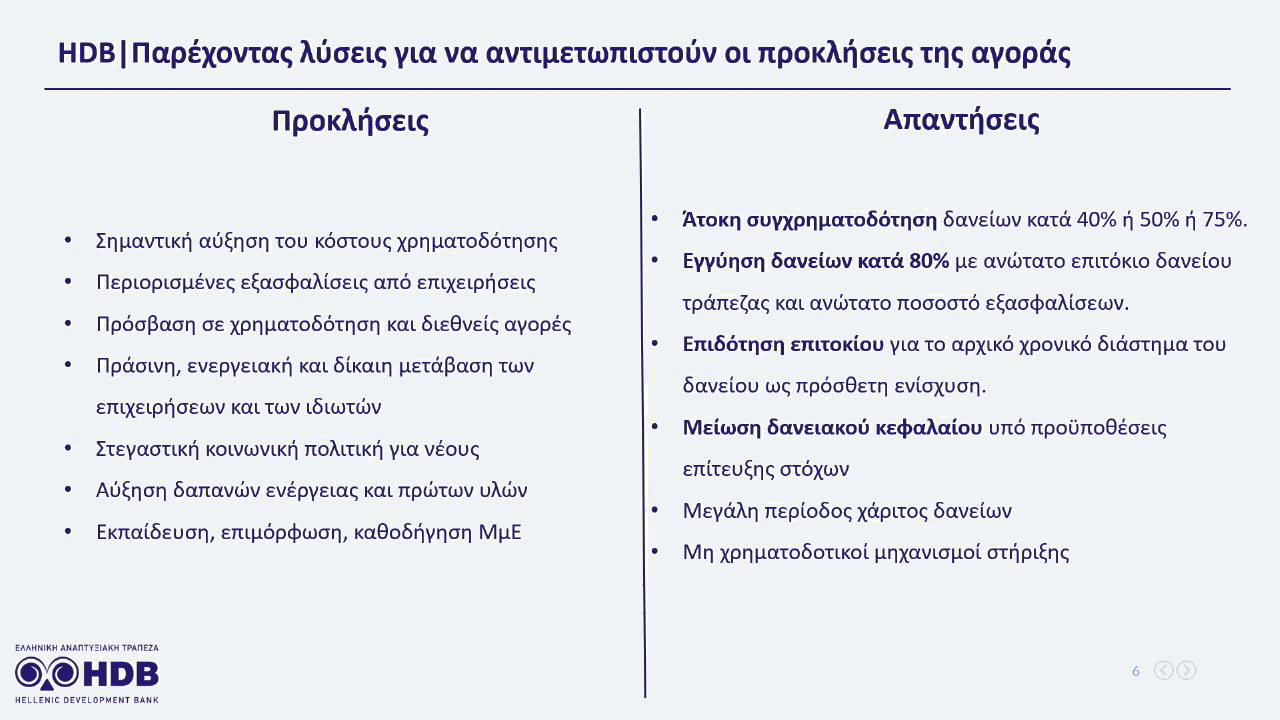 HDB|Παρέχοντας λύσεις για να αντιμετωπιστούν οι προκλήσεις της αγοράς
Προκλήσεις
• Σημαντική αύξηση του κόστους χρηματοδότησης
• Περιορισμένες εξασφαλίσεις από επιχειρήσεις
• Πρόσβαση σε χρηματοδότηση και διεθνείς αγορές
• Πράσινη, ενεργειακή και δίκαιη μετάβαση των
επιχειρήσεων και των ιδιωτών
• Στεγαστική κοινωνική πολιτική για νέους
• Αύξηση δαπανών ενέργειας και πρώτων υλών
• Εκπαίδευση, επιμόρφωση, καθοδήγηση ΜμΕ
Απαντήσεις
• Άτοκη συγχρηματοδότηση δανείων κατά 40% ή 50% ή 75%.
• Εγγύηση δανείων κατά 80% με ανώτατο επιτόκιο δανείου
τράπεζας και ανώτατο ποσοστό εξασφαλίσεων.
• Επιδότηση επιτοκίου για το αρχικό χρονικό διάστημα του
δανείου ως πρόσθετη ενίσχυση.
• Μείωση δανειακού κεφαλαίου υπό προϋποθέσεις
επίτευξης στόχων
• Μεγάλη περίοδος χάριτος δανείων
• Μη χρηματοδοτικοί μηχανισμοί στήριξης
ΕΛΛΗΝΙΚΗ ΑΝΑΠΤΥΞΙΑΚΗ ΤΡΑΠΕΖΑ
HDB
HELLENIC DEVELOPMENT BANK
6